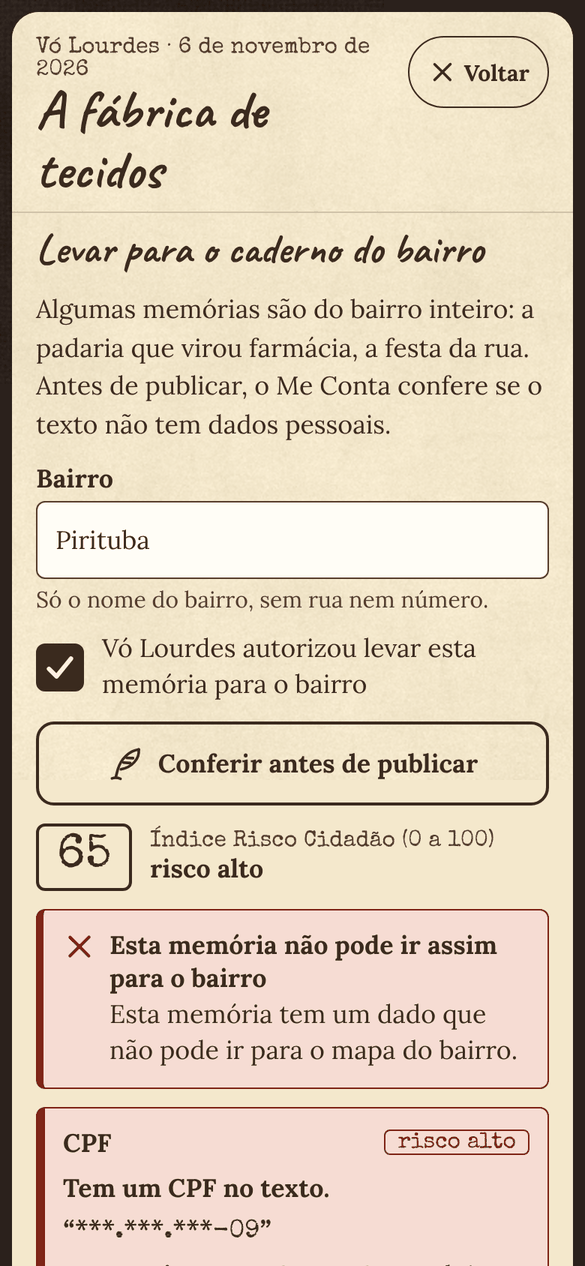 Vó Lourdes · 6 de novembro de
2026
Voltar
A fábrica de
tecidos
Levar para o caderno do bairro
Algumas memórias são do bairro inteiro: a
padaria que virou farmácia, a festa da rua.
Antes de publicar, o Me Conta confere se o
texto não tem dados pessoais.
Bairro
Pirituba
Só o nome do bairro, sem rua nem número.
Vó Lourdes autorizou levar esta
memória para o bairro
Conferir antes de publicar
65
Índice Risco Cidadão (0 a 100)
risco alto
Esta memória não pode ir assim
para o bairro
Esta memória tem um dado que
não pode ir para o mapa do bairro.
CPF
risco alto
Tem um CPF no texto.
“***.***.***-09”